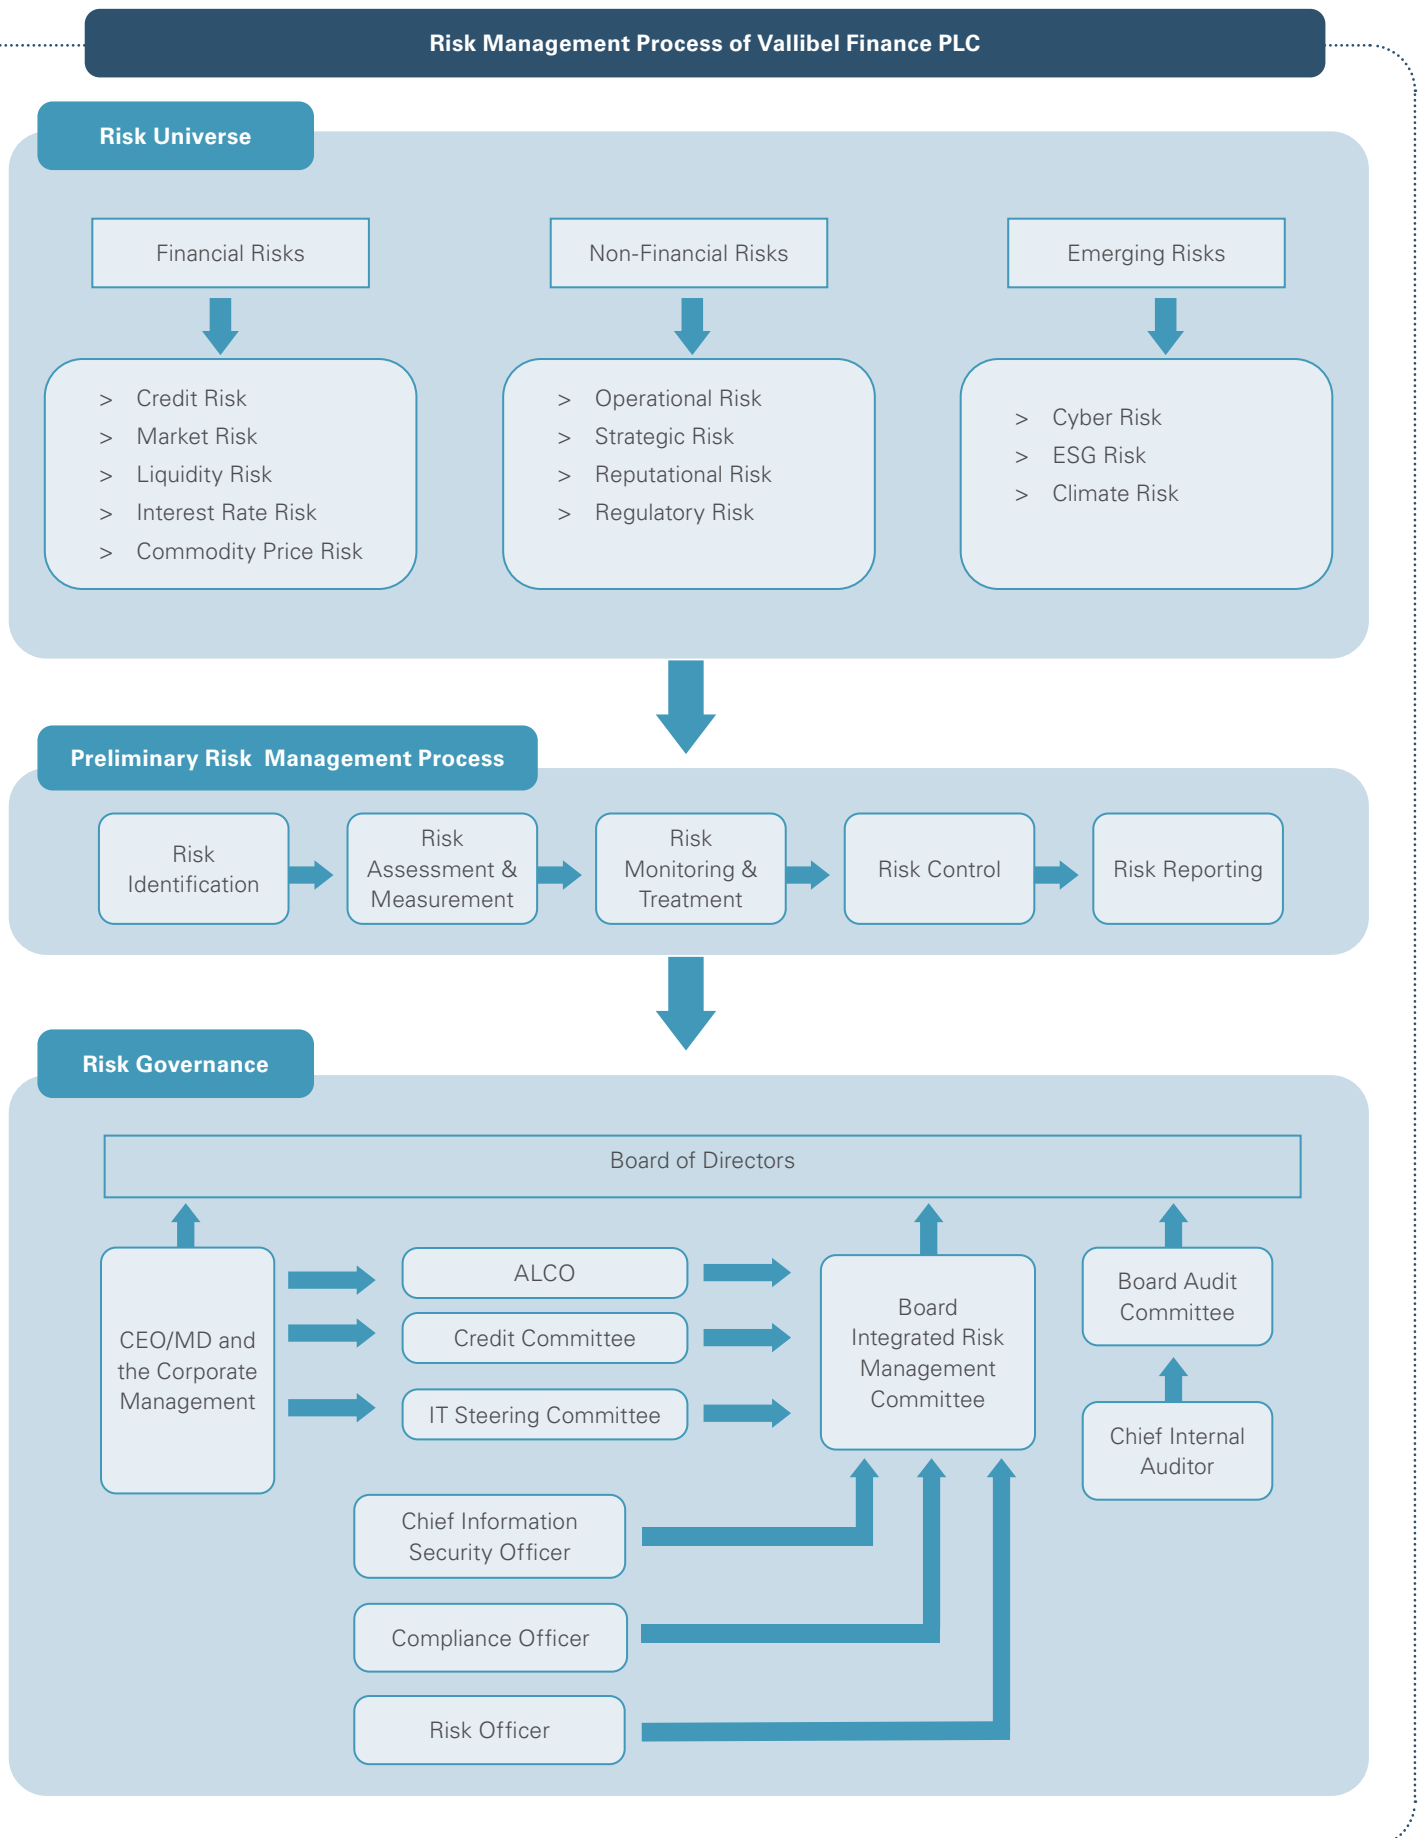 Risk Management Process of Vallibel Finance PLC
Risk Universe
Financial Risks
Non-Financial Risks
Emerging Risks
> Credit Risk
> Market Risk
> Liquidity Risk
> Interest Rate Risk
> Commodity Price Risk
> Operational Risk
> Strategic Risk
> Reputational Risk
> Regulatory Risk
> Cyber Risk
> ESG Risk
> Climate Risk
Preliminary Risk Management Process
Risk
Identification
Risk
Assessment &
Measurement
Risk
Monitoring &
Treatment
Risk Control
Risk Reporting
Risk Governance
Board of Directors
CEO/MD and
the Corporate
Management
ALCO
Credit Committee
IT Steering Committee
Board
Integrated Risk
Management
Committee
Board Audit
Committee
Chief Internal
Auditor
Chief Information
Security Officer
Compliance Officer
Risk Officer